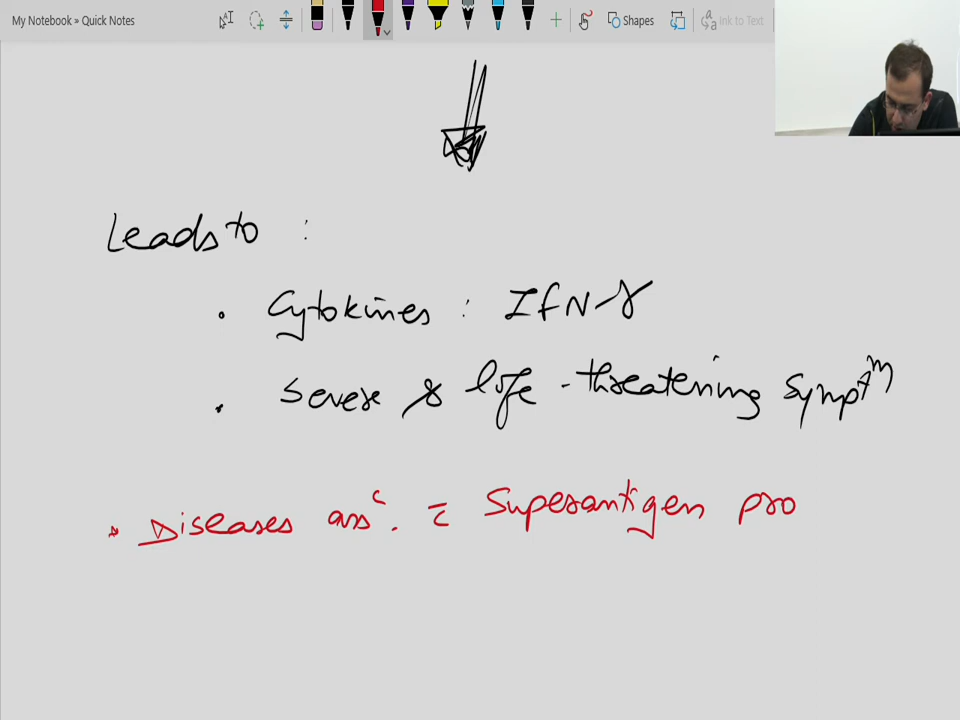 My Notebook » Quick Notes
Shapes
Ink to Text
Leads to :
• Cytokines : IFN-γ
• Severe & life-threatening symptm
• Diseases assc. c̄ Superantigen pro